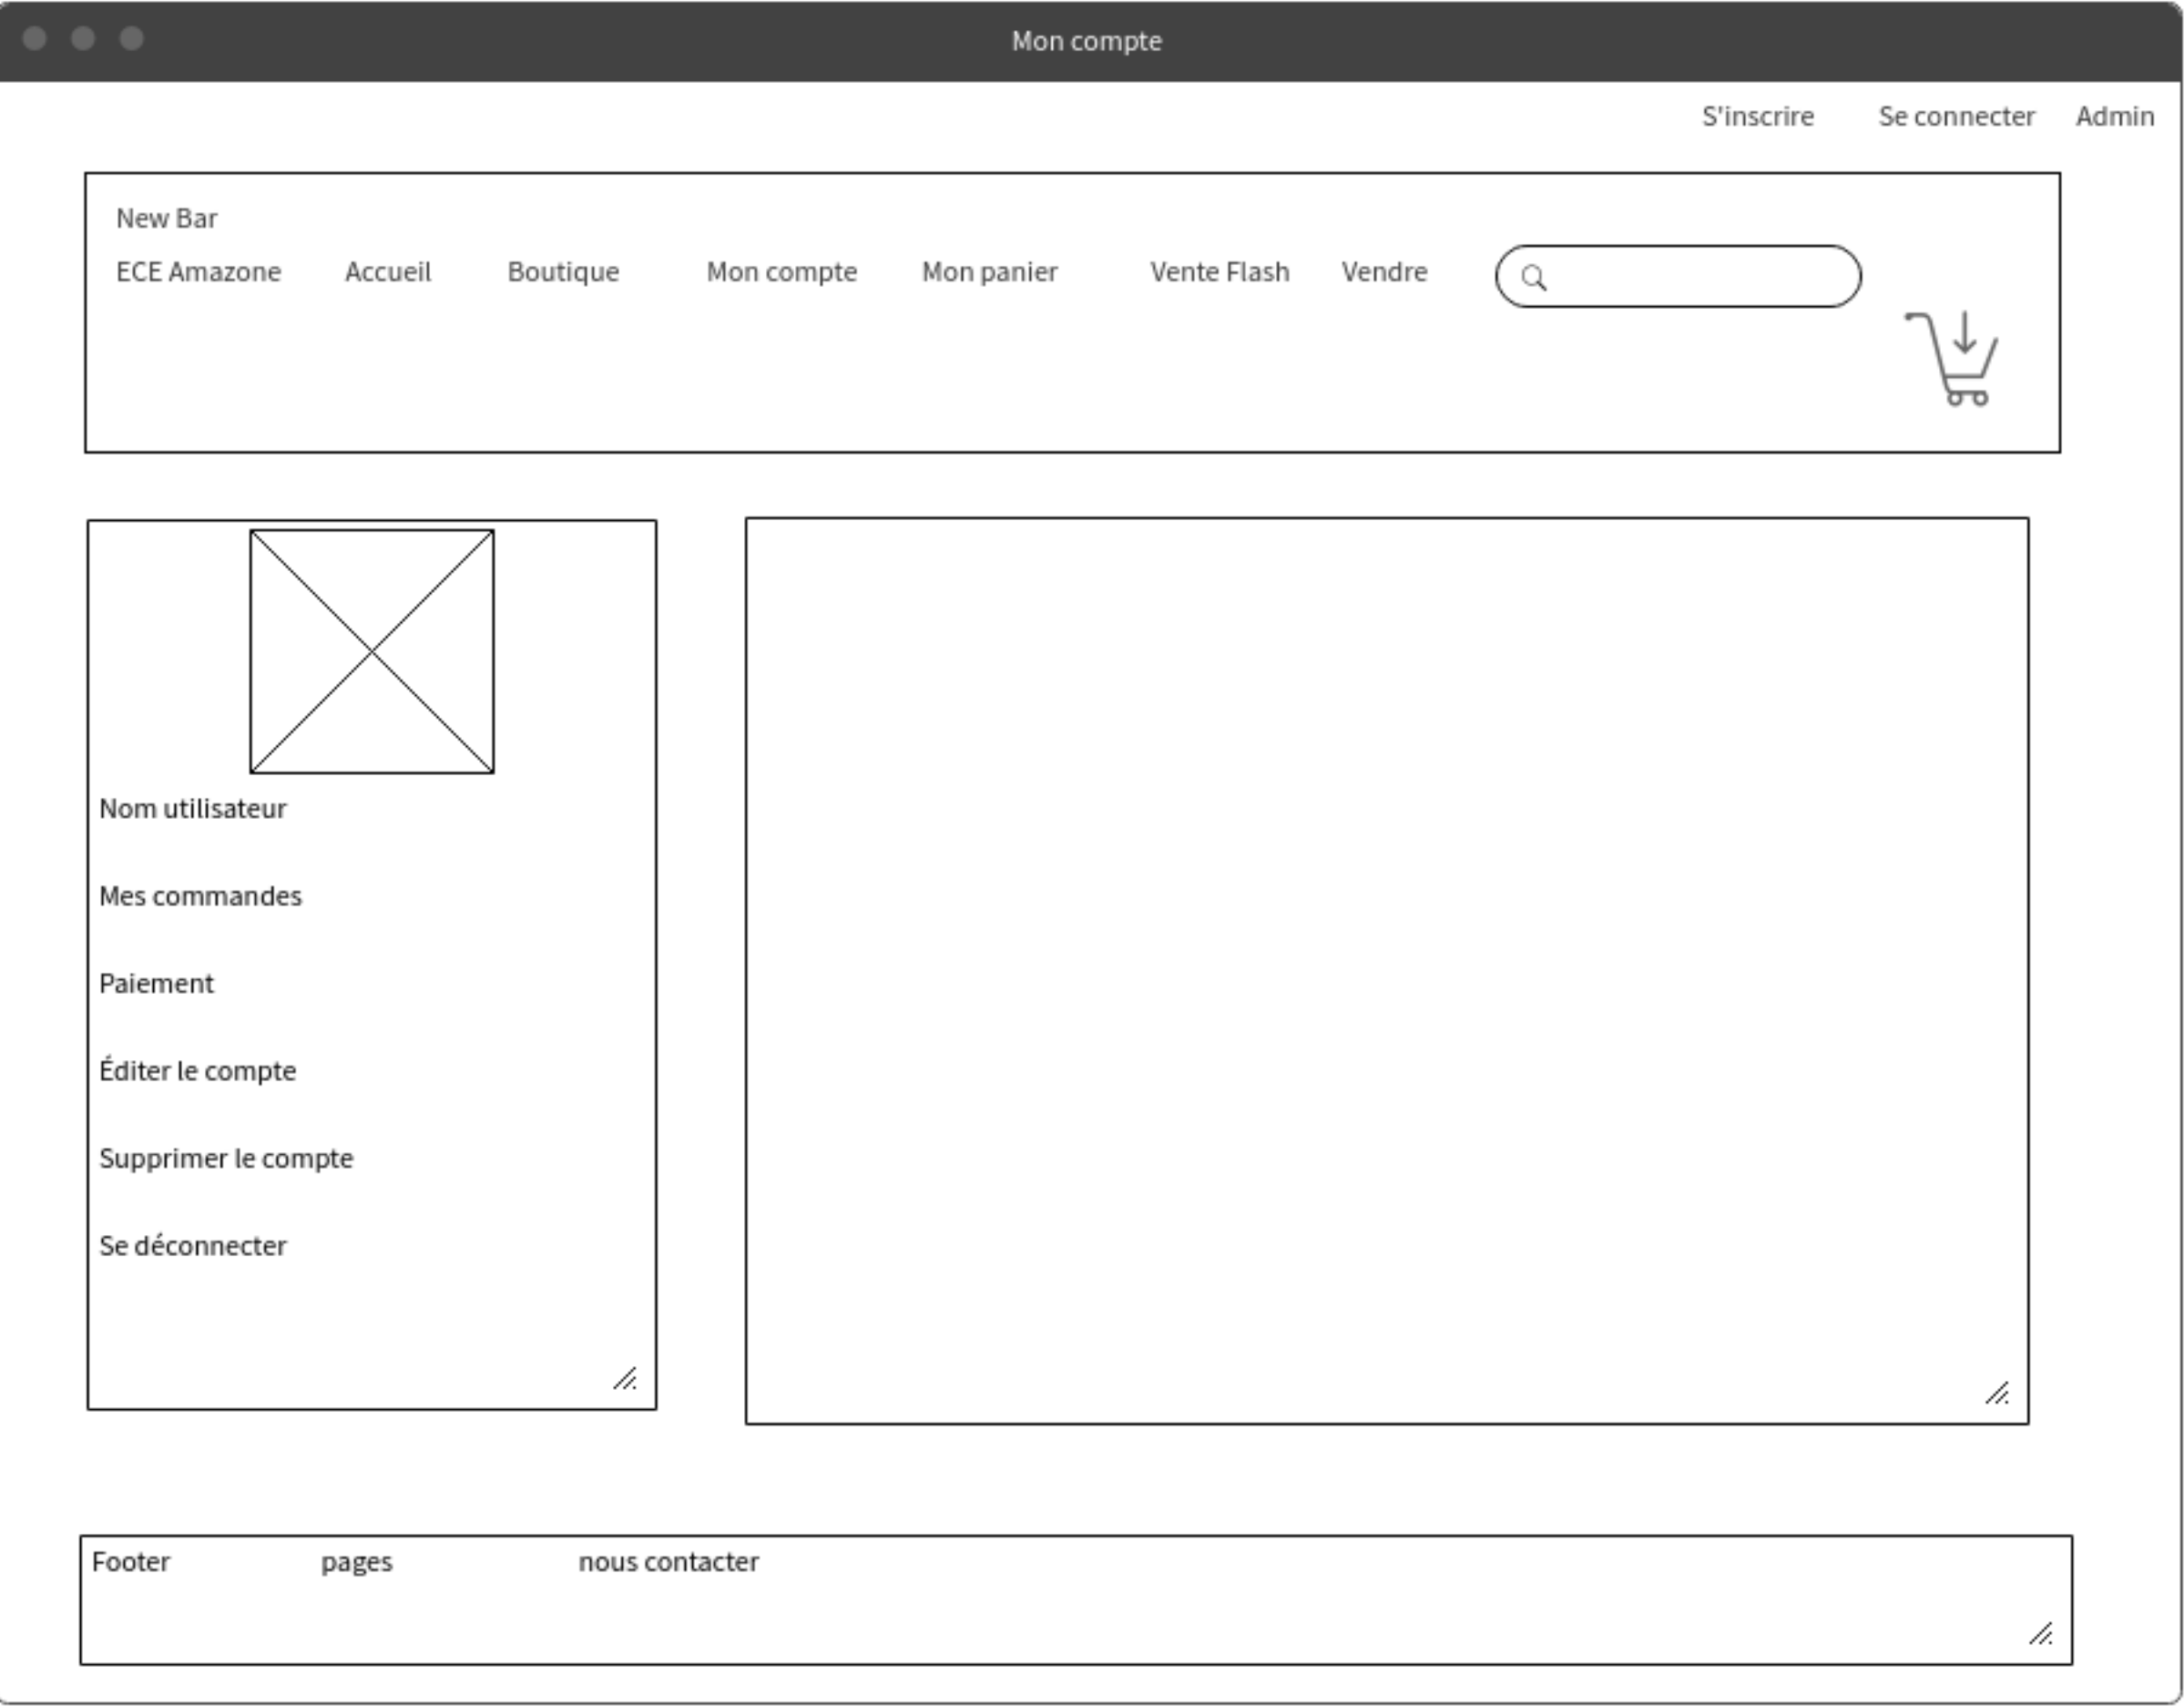 Mon compte
S'inscrire Se connecter Admin
New Bar
ECE Amazone Accueil Boutique Mon compte Mon panier Vente Flash Vendre
Nom utilisateur
Mes commandes
Paiement
Éditer le compte
Supprimer le compte
Se déconnecter
Footer pages nous contacter